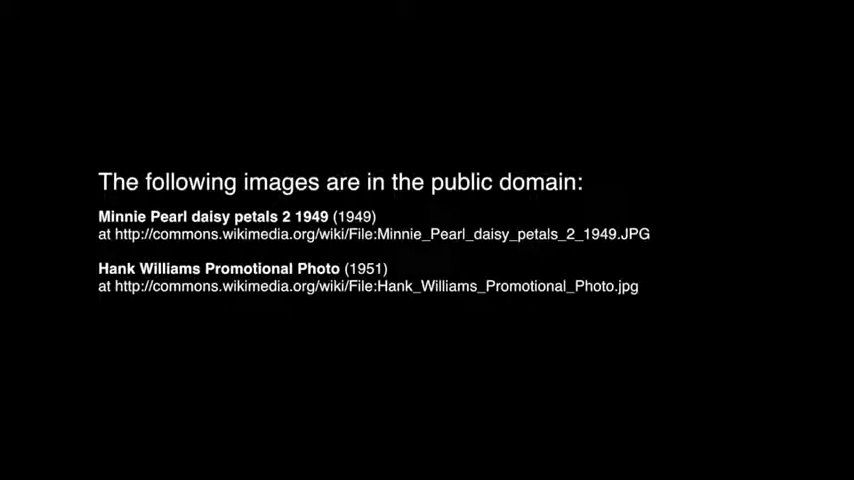 The following images are in the public domain:
Minnie Pearl daisy petals 2 1949 (1949)
at http://commons.wikimedia.org/wiki/File:Minnie_Pearl_daisy_petals_2_1949.JPG
Hank Williams Promotional Photo (1951)
at http://commons.wikimedia.org/wiki/File:Hank_Williams_Promotional_Photo.jpg